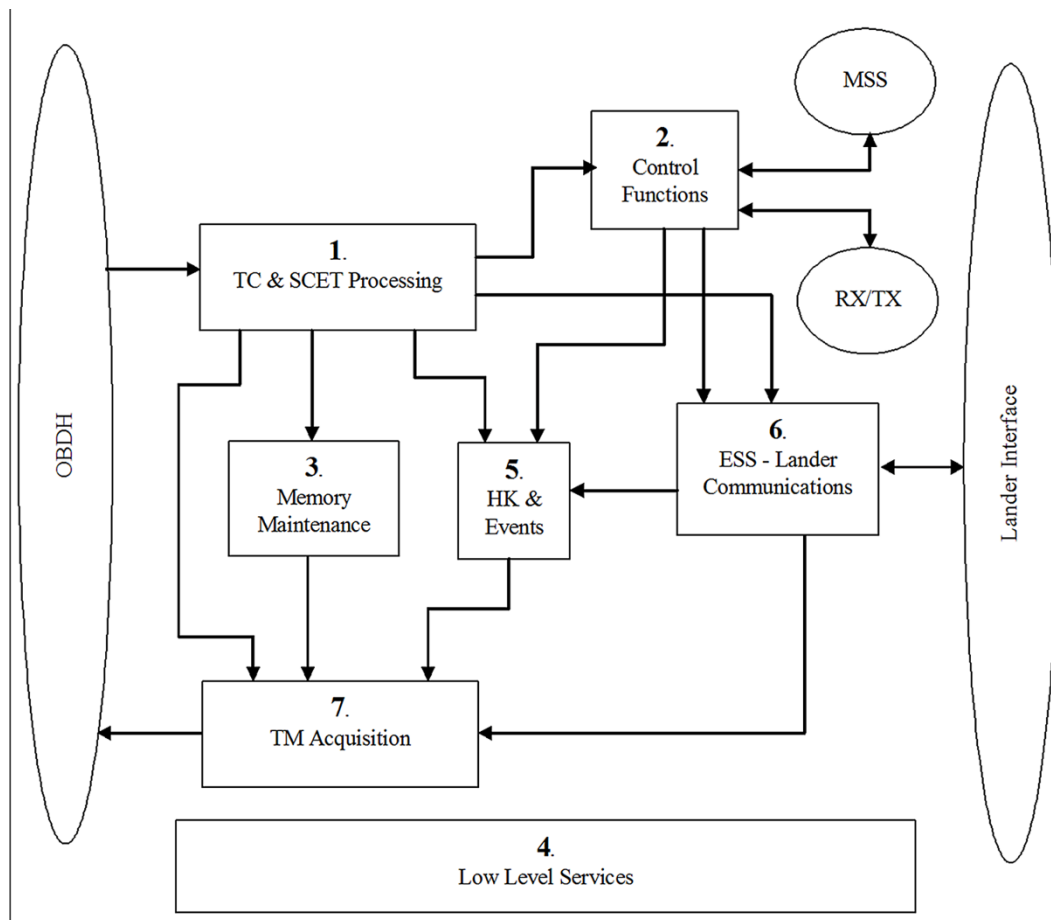 MSS
2.
Control
Functions
1.
TC & SCET Processing
RX/TX
OBDH
Lander Interface
3.
Memory
Maintenance
5.
HK &
Events
6.
ESS - Lander
Communications
7.
TM Acquisition
4.
Low Level Services